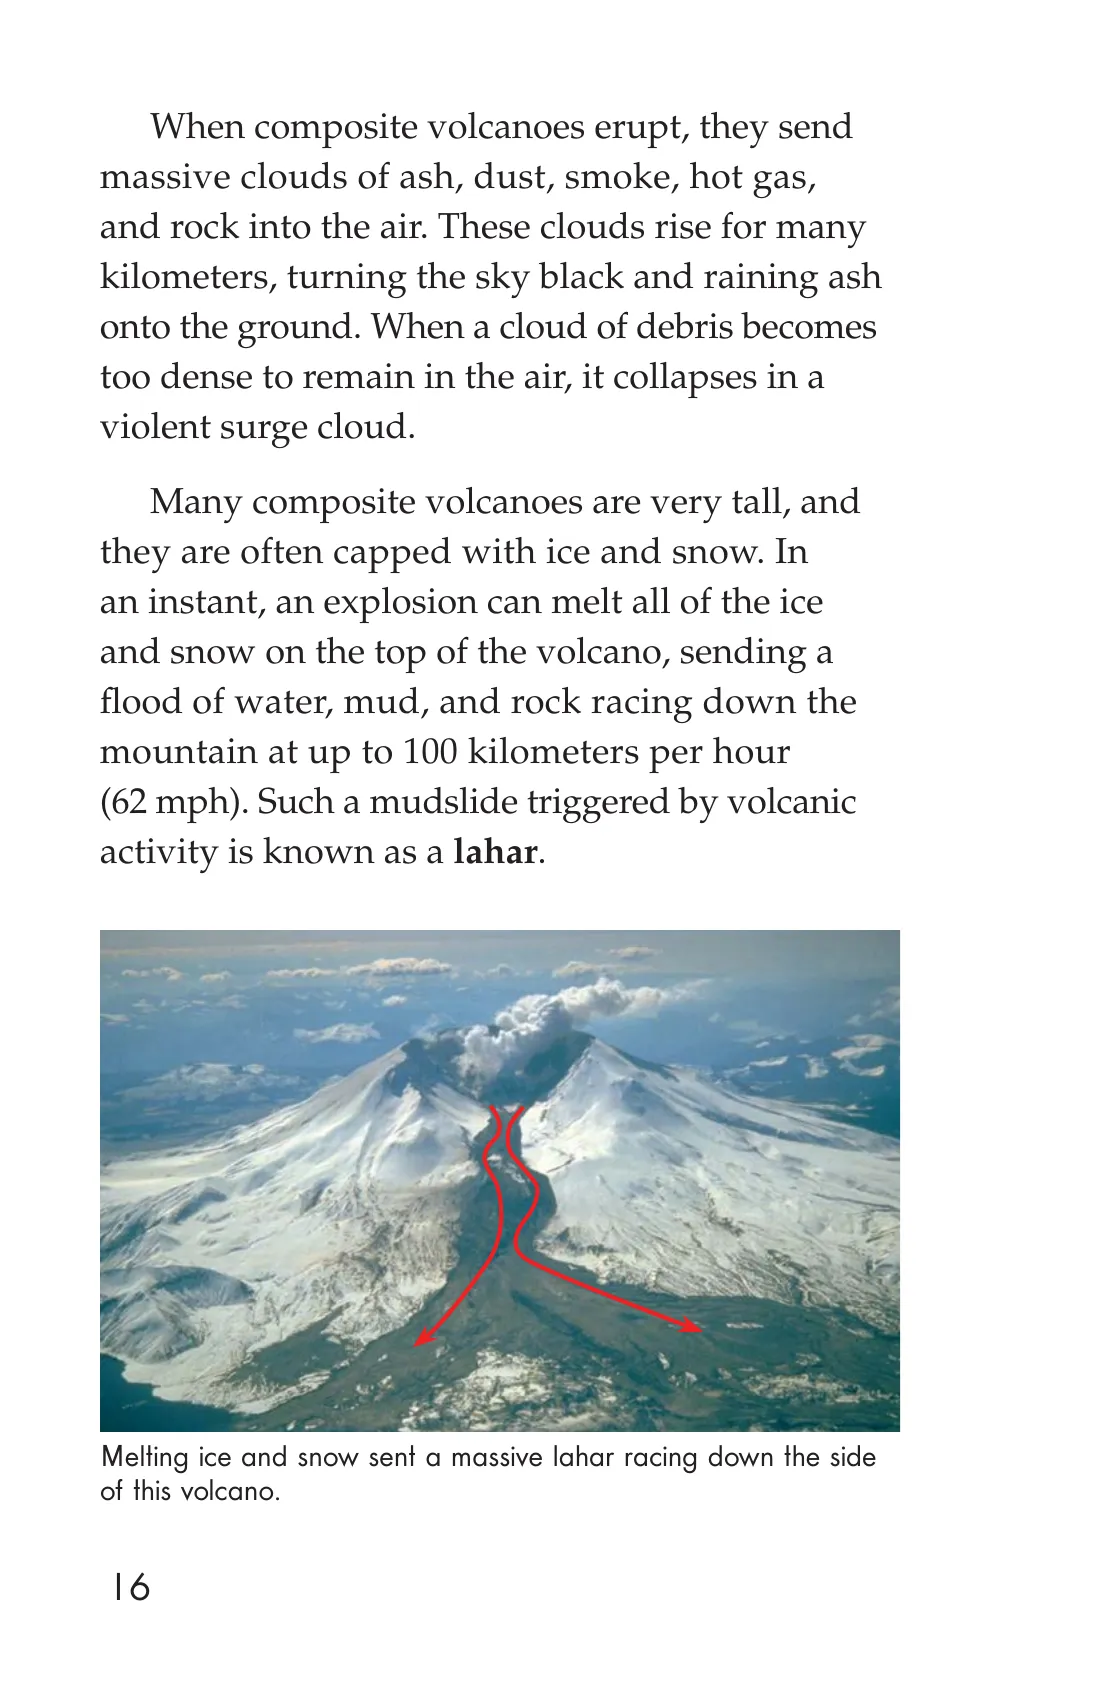 When composite volcanoes erupt, they send
massive clouds of ash, dust, smoke, hot gas,
and rock into the air. These clouds rise for many
kilometers, turning the sky black and raining ash
onto the ground. When a cloud of debris becomes
too dense to remain in the air, it collapses in a
violent surge cloud.
Many composite volcanoes are very tall, and
they are often capped with ice and snow. In
an instant, an explosion can melt all of the ice
and snow on the top of the volcano, sending a
flood of water, mud, and rock racing down the
mountain at up to 100 kilometers per hour
(62 mph). Such a mudslide triggered by volcanic
activity is known as a lahar.
Melting ice and snow sent a massive lahar racing down the side
of this volcano.
16